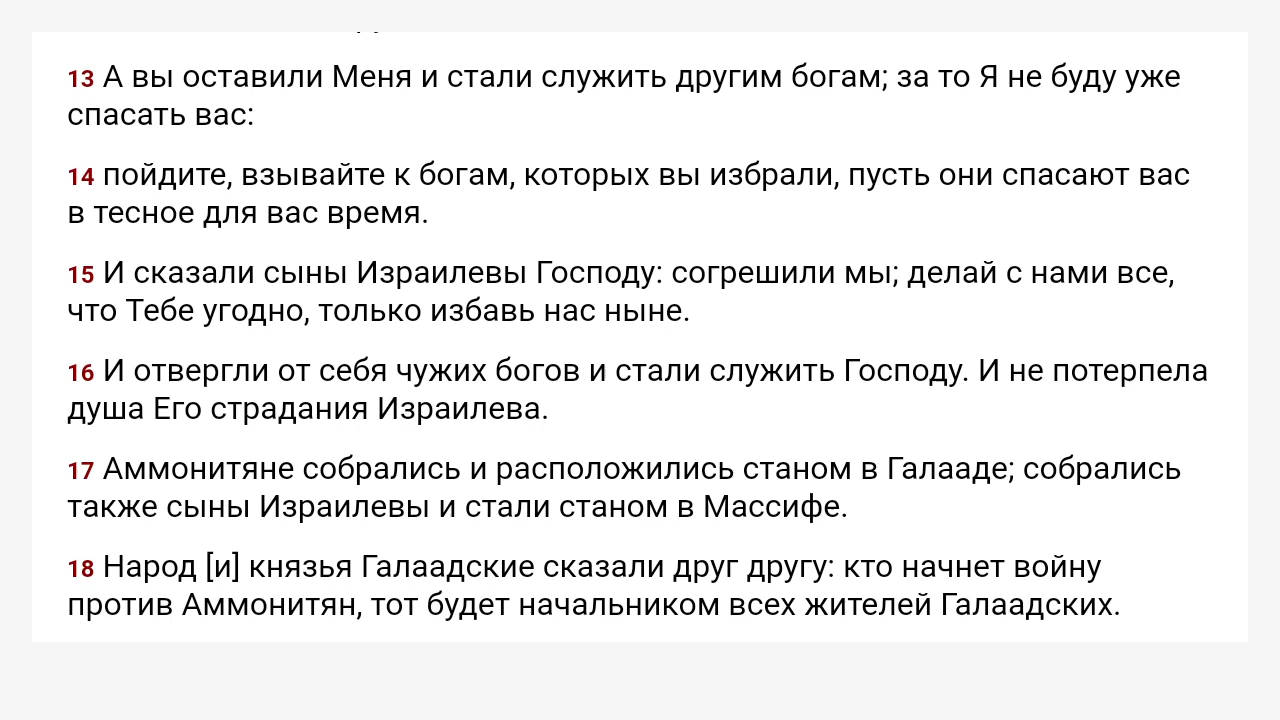 13 А вы оставили Меня и стали служить другим богам; за то Я не буду уже
спасать вас:
14 пойдите, взывайте к богам, которых вы избрали, пусть они спасают вас
в тесное для вас время.
15 И сказали сыны Израилевы Господу: согрешили мы; делай с нами все,
что Тебе угодно, только избавь нас ныне.
16 И отвергли от себя чужих богов и стали служить Господу. И не потерпела
душа Его страдания Израилева.
17 Аммонитяне собрались и расположились станом в Галааде; собрались
также сыны Израилевы и стали станом в Массифе.
18 Народ [и] князья Галаадские сказали друг другу: кто начнет войну
против Аммонитян, тот будет начальником всех жителей Галаадских.